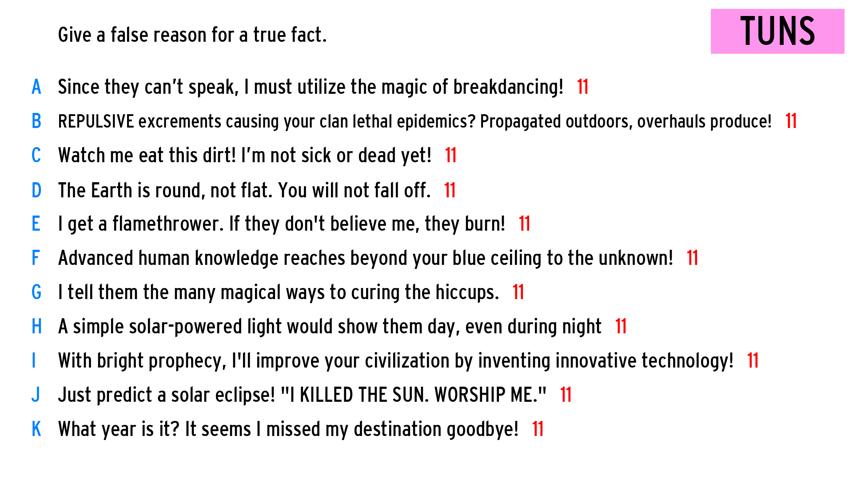 Give a false reason for a true fact.
TUNS
A Since they can't speak, I must utilize the magic of breakdancing! 11
B REPULSIVE excrements causing your clan lethal epidemics? Propagated outdoors, overhauls produce! 11
C Watch me eat this dirt! I'm not sick or dead yet! 11
D The Earth is round, not flat. You will not fall off. 11
E I get a flamethrower. If they don't believe me, they burn! 11
F Advanced human knowledge reaches beyond your blue ceiling to the unknown! 11
G I tell them the many magical ways to curing the hiccups. 11
H A simple solar-powered light would show them day, even during night 11
I With bright prophecy, I'll improve your civilization by inventing innovative technology! 11
J Just predict a solar eclipse! "I KILLED THE SUN. WORSHIP ME." 11
K What year is it? It seems I missed my destination goodbye! 11